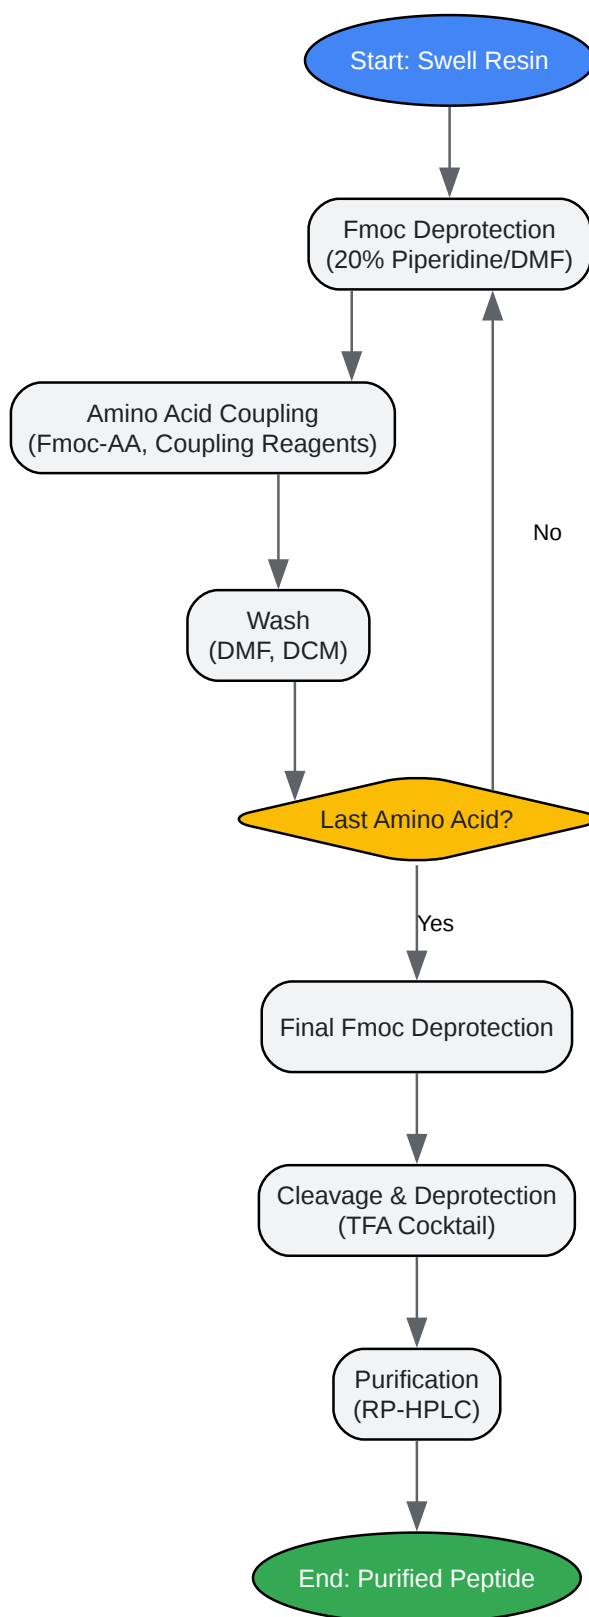 Start: Swell Resin
Fmoc Deprotection
(20% Piperidine/DMF)
Amino Acid Coupling
(Fmoc-AA, Coupling Reagents)
No
Wash
(DMF, DCM)
Last Amino Acid?
Yes
Final Fmoc Deprotection
Cleavage & Deprotection
(TFA Cocktail)
Purification
(RP-HPLC)
End: Purified Peptide